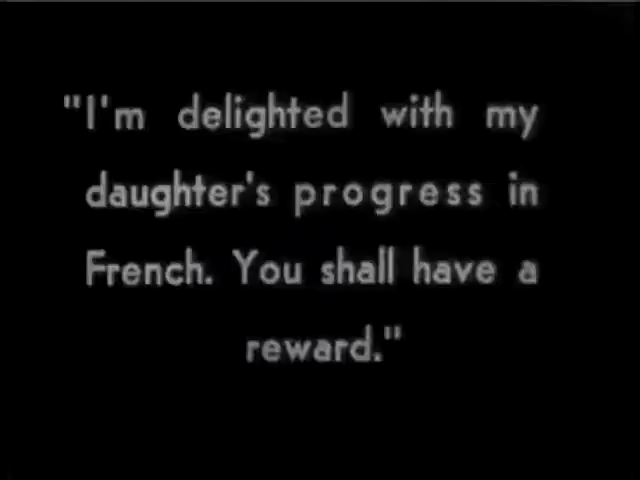 "I'm delighted with my
daughter's progress in
French. You shall have a
reward."